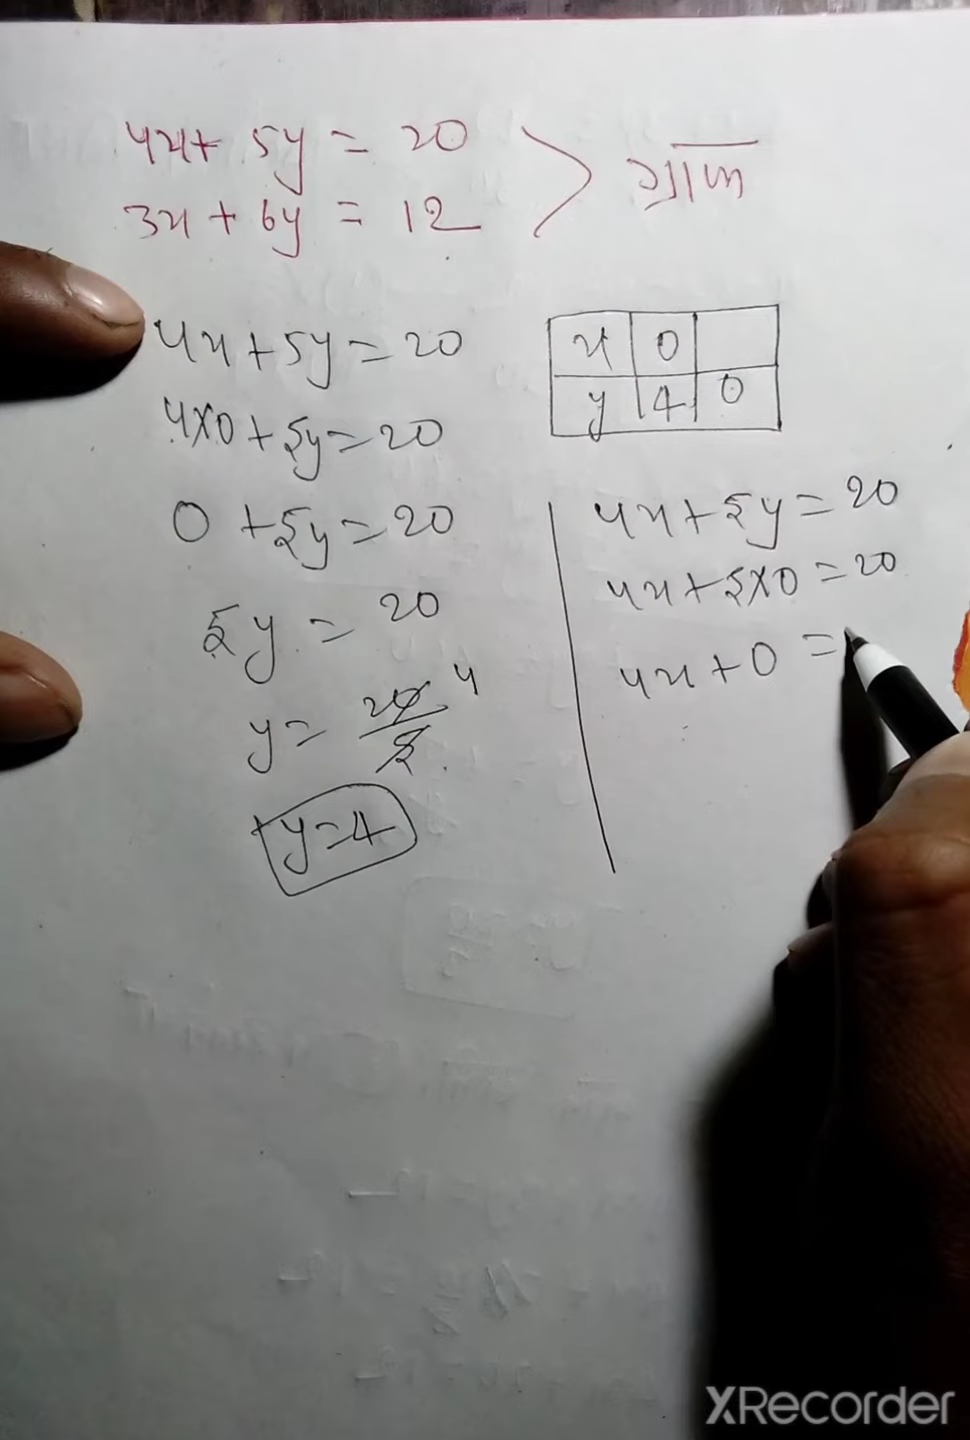 4x + 5y = 20
3x + 6y = 12
ग्राफ
4x + 5y = 20
4×0 + 5y = 20
0 + 5y = 20
5y = 20
y = 20/5 4
y = 4
x 0
y 4 0
4x + 5y = 20
4x + 5×0 = 20
4x + 0 =
XRecorder